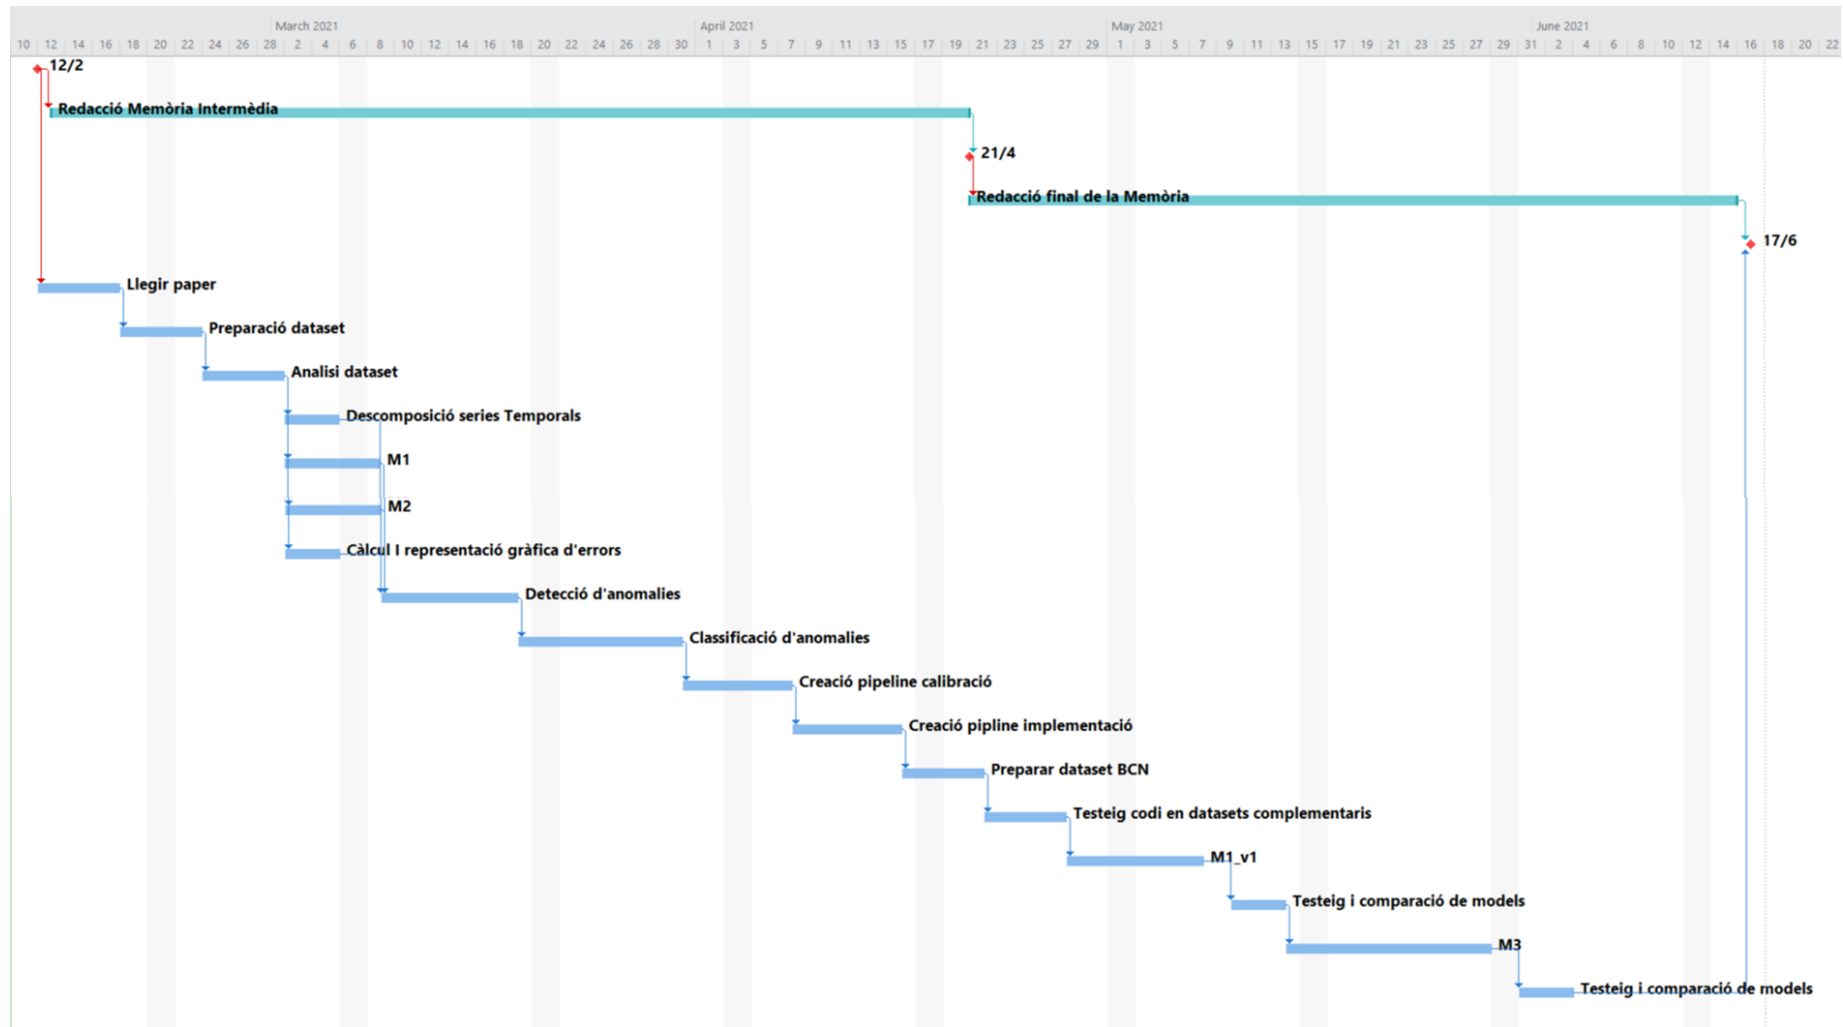 March 2021 April 2021 May 2021 June 2021
10 12 14 16 18 20 22 24 26 28 2 4 6 8 10 12 14 16 18 20 22 24 26 28 30 1 3 5 7 9 11 13 15 17 19 21 23 25 27 29 1 3 5 7 9 11 13 15 17 19 21 23 25 27 29 31 2 4 6 8 10 12 14 16 18 20 22
12/2
Redacció Memòria Intermèdia
21/4
Redacció final de la Memòria
17/6
Llegir paper
Preparació dataset
Analisi dataset
Descomposició series Temporals
M1
M2
Càlcul I representació gràfica d'errors
Detecció d'anomalies
Classificació d'anomalies
Creació pipeline calibració
Creació pipline implementació
Preparar dataset BCN
Testeig codi en datasets complementaris
M1_v1
Testeig i comparació de models
M3
Testeig i comparació de models